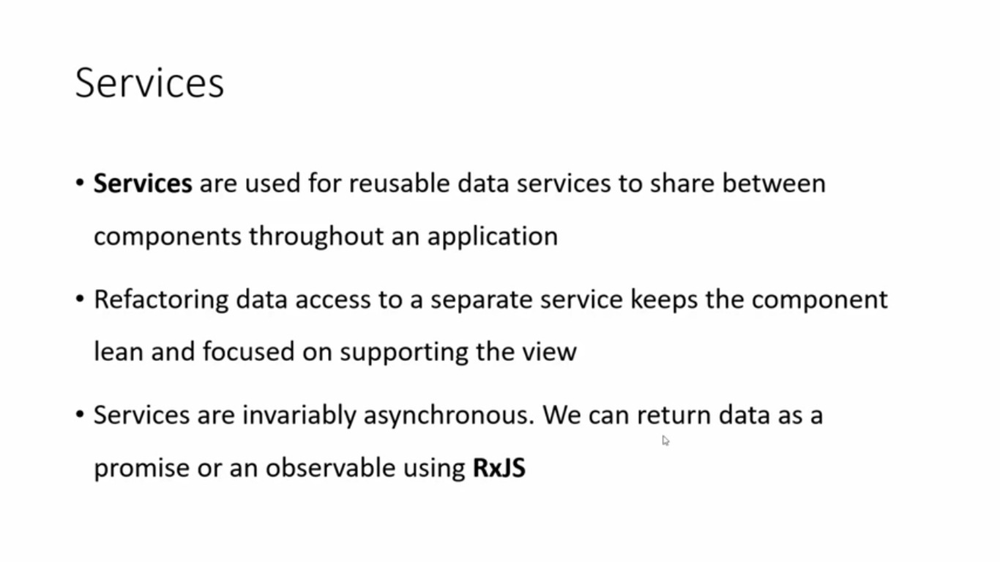 Services
• Services are used for reusable data services to share between
components throughout an application
• Refactoring data access to a separate service keeps the component
lean and focused on supporting the view
• Services are invariably asynchronous. We can return data as a
promise or an observable using RxJS